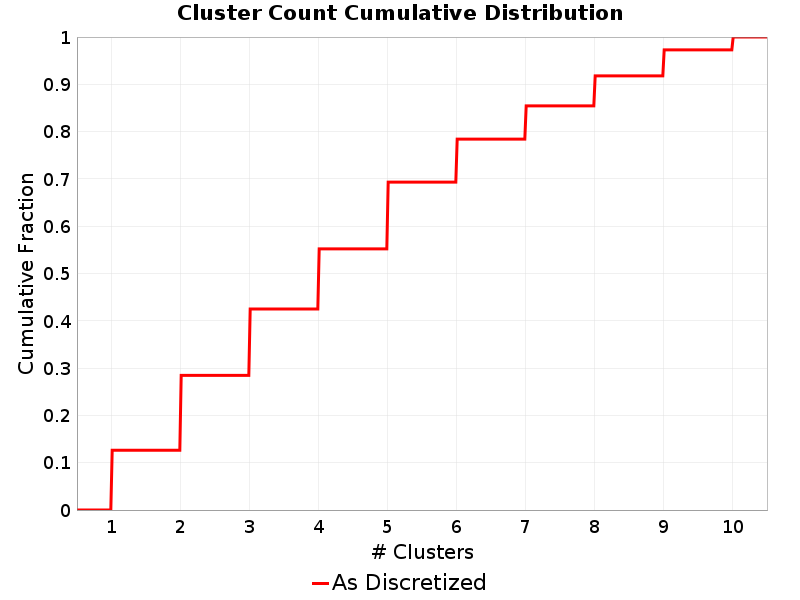 Cluster Count Cumulative Distribution
Cumulative Fraction
1
0.9
0.8
0.7
0.6
0.5
0.4
0.3
0.2
0.1
0
1 2 3 4 5 6 7 8 9 10
# Clusters
As Discretized